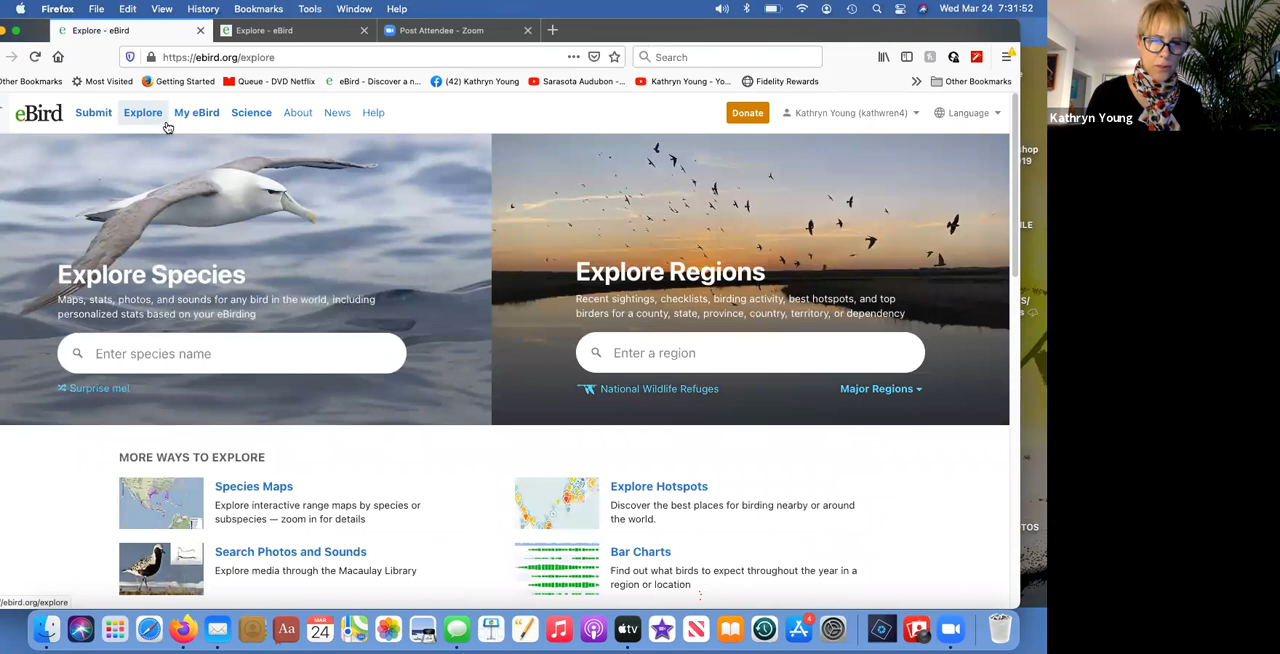 Firefox File Edit View History Bookmarks Tools Window Help
Wed Mar 24 7:31:52
Explore - eBird
Explore - eBird
Post Attendee - Zoom
https://ebird.org/explore
Search
Other Bookmarks
Most Visited
Getting Started
Queue - DVD Netflix
eBird - Discover a n...
(42) Kathryn Young
Sarasota Audubon -...
Kathryn Young - Yo...
Fidelity Rewards
Other Bookmarks
eBird Submit Explore My eBird Science About News Help
Donate
Kathryn Young (kathwren4)
Language
Kathryn Young
Explore Species
Maps, stats, photos, and sounds for any bird in the world, including
personalized stats based on your eBirding
Enter species name
Surprise me!
Explore Regions
Recent sightings, checklists, birding activity, best hotspots, and top
birders for a county, state, province, country, territory, or dependency
Enter a region
National Wildlife Refuges
Major Regions
MORE WAYS TO EXPLORE
Species Maps
Explore interactive range maps by species or
subspecies — zoom in for details
Explore Hotspots
Discover the best places for birding nearby or around
the world.
Search Photos and Sounds
Explore media through the Macaulay Library
Bar Charts
Find out what birds to expect throughout the year in a
region or location
/ebird.org/explore
shop
19
ILE
S/
OTOS
Aa
MAR
24
tv
4